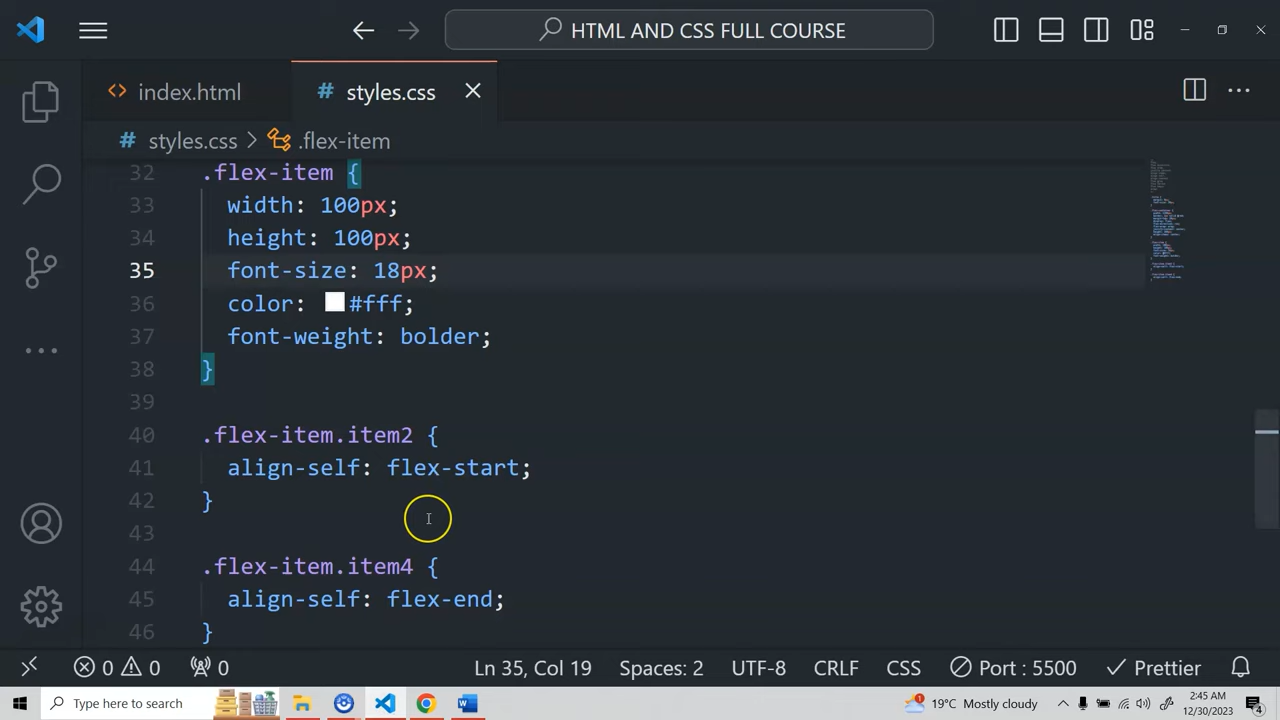 HTML AND CSS FULL COURSE
index.html
# styles.css
# styles.css > .flex-item
32 .flex-item {
33 width: 100px;
34 height: 100px;
35 font-size: 18px;
36 color: #fff;
37 font-weight: bolder;
38 }
39
40 .flex-item.item2 {
41 align-self: flex-start;
42 }
43
44 .flex-item.item4 {
45 align-self: flex-end;
46 }
0 0 0 Ln 35, Col 19 Spaces: 2 UTF-8 CRLF CSS Port : 5500 Prettier
Type here to search 1 19°C Mostly cloudy 2:45 AM
12/30/2023 4